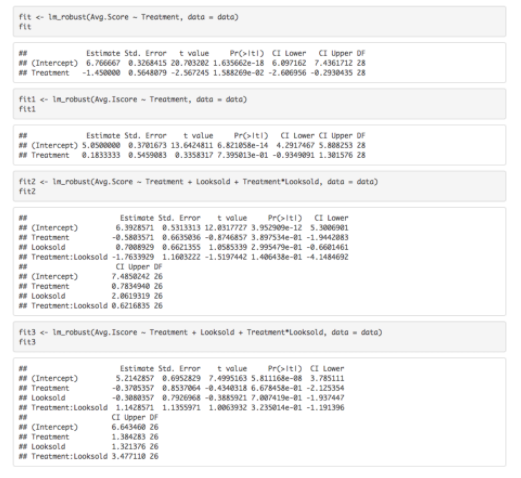 fit <- lm_robust(Avg.Score ~ Treatment, data = data)
fit
## Estimate Std. Error t value Pr(>|t|) CI Lower CI Upper DF
## (Intercept) 6.766667 0.3268415 20.703202 1.635662e-18 6.097162 7.4361712 28
## Treatment -1.450000 0.5648079 -2.567245 1.588269e-02 -2.606956 -0.2930435 28
fit1 <- lm_robust(Avg.Iscore ~ Treatment, data = data)
fit1
## Estimate Std. Error t value Pr(>|t|) CI Lower CI Upper DF
## (Intercept) 5.0500000 0.3701673 13.6424811 6.821058e-14 4.2917467 5.808253 28
## Treatment 0.1833333 0.5459083 0.3358317 7.395013e-01 -0.9349091 1.301576 28
fit2 <- lm_robust(Avg.Score ~ Treatment + Looksold + Treatment*Looksold, data = data)
fit2
## Estimate Std. Error t value Pr(>|t|) CI Lower
## (Intercept) 6.3928571 0.5313313 12.0317727 3.952909e-12 5.3006901
## Treatment -0.5803571 0.6635036 -0.8746857 3.897534e-01 -1.9442083
## Looksold 0.7008929 0.6621355 1.0585339 2.995479e-01 -0.6601461
## Treatment:Looksold -1.7633929 1.1603222 -1.5197442 1.406438e-01 -4.1484692
## CI Upper DF
## (Intercept) 7.4850242 26
## Treatment 0.7834940 26
## Looksold 2.0619319 26
## Treatment:Looksold 0.6216835 26
fit3 <- lm_robust(Avg.Iscore ~ Treatment + Looksold + Treatment*Looksold, data = data)
fit3
## Estimate Std. Error t value Pr(>|t|) CI Lower
## (Intercept) 5.2142857 0.6952829 7.4995163 5.811168e-08 3.785111
## Treatment -0.3705357 0.8537064 -0.4340318 6.678458e-01 -2.125354
## Looksold -0.3080357 0.7926968 -0.3885921 7.007419e-01 -1.937447
## Treatment:Looksold 1.1428571 1.1355971 1.0063932 3.235014e-01 -1.191396
## CI Upper DF
## (Intercept) 6.643460 26
## Treatment 1.384283 26
## Looksold 1.321376 26
## Treatment:Looksold 3.477110 26